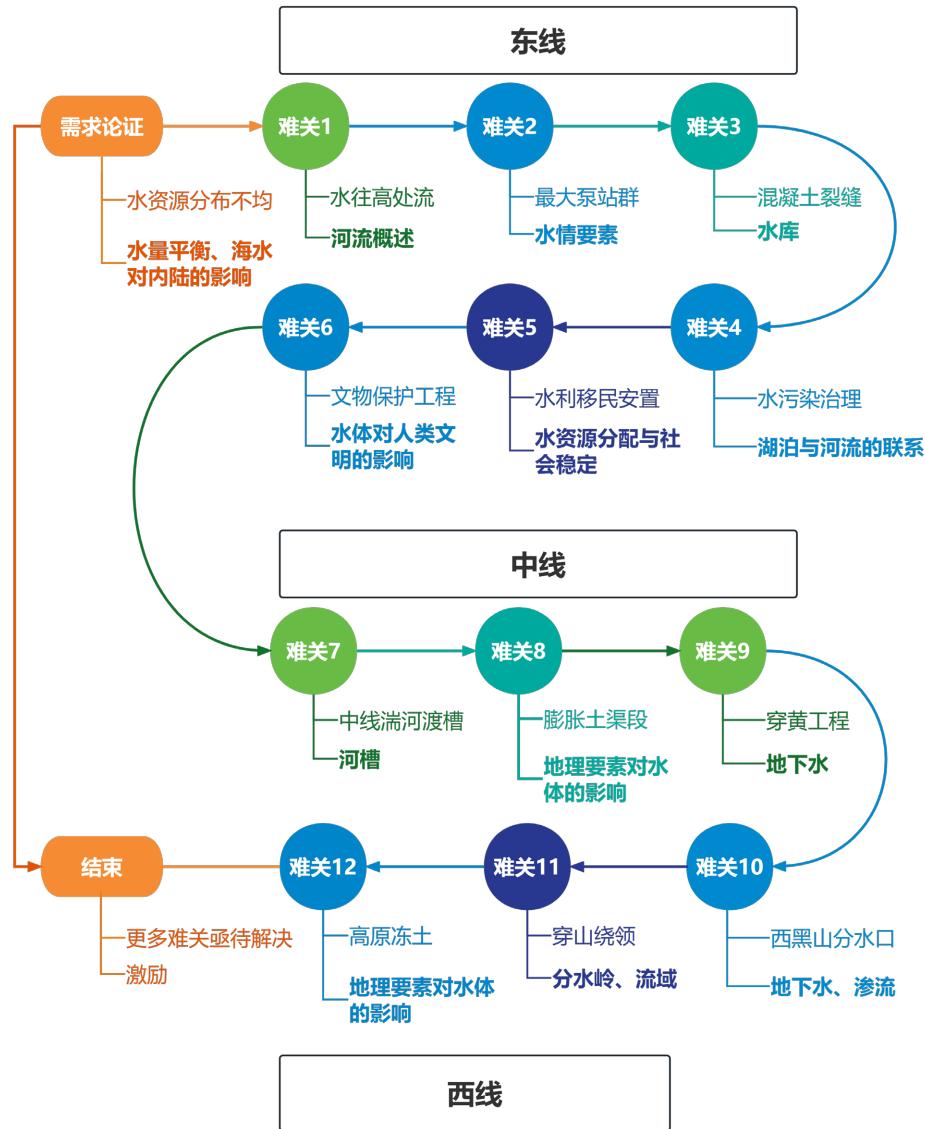 东线
需求论证
难关1
难关2
难关3
水资源分布不均
水量平衡、海水
对内陆的影响
水往高处流
河流概述
最大泵站群
水情要素
混凝土裂缝
水库
难关6
难关5
难关4
文物保护工程
水体对人类文
明的影响
水利移民安置
水资源分配与社
会稳定
水污染治理
湖泊与河流的联系
中线
难关7
难关8
难关9
中线湍河渡槽
河槽
膨胀土渠段
地理要素对水
体的影响
穿黄工程
地下水
结束
难关12
难关11
难关10
更多难关亟待解决
激励
高原冻土
地理要素对水体
的影响
穿山绕领
分水岭、流域
西黑山分水口
地下水、渗流
西线